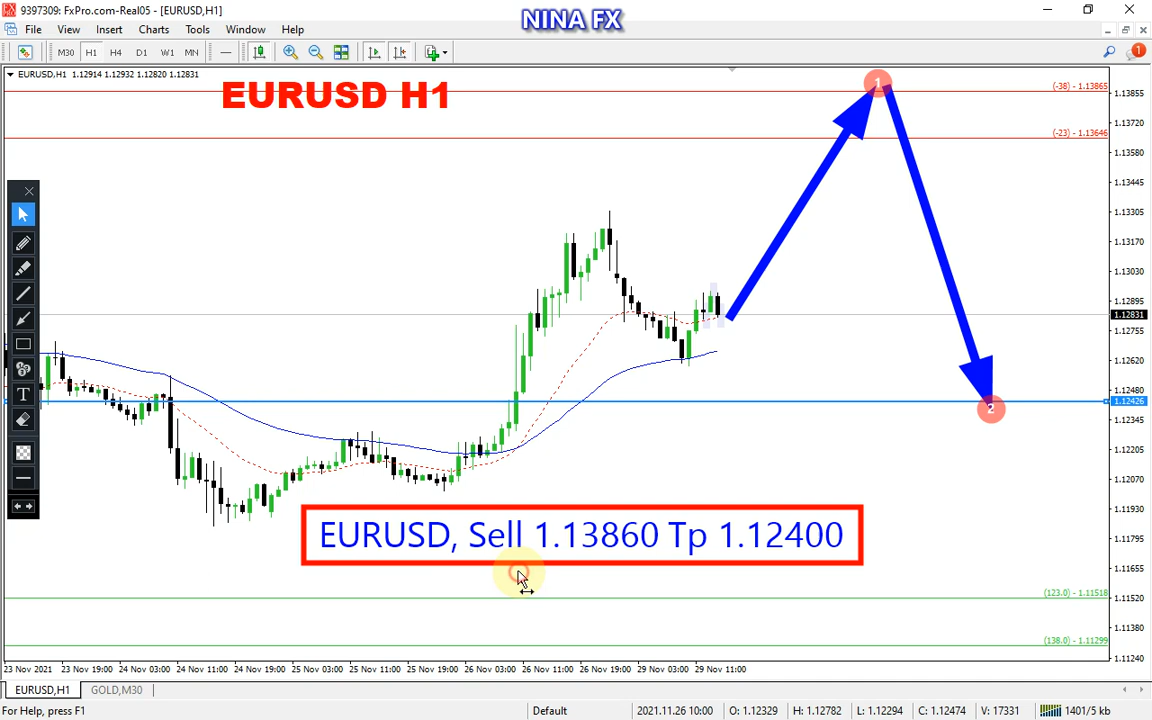 9397309: FxPro.com-Real05 - [EURUSD,H1]
NINA FX
File View Insert Charts Tools Window Help
M30 H1 H4 D1 W1 MN
1
EURUSD,H1 1.12914 1.12932 1.12820 1.12831
EURUSD H1
(-38) - 1.13865
(-23) - 1.13646
1
2
1.13855
1.13720
1.13580
1.13445
1.13305
1.13170
1.13030
1.12895
1.12831
1.12755
1.12620
1.12480
1.12426
1.12345
1.12205
1.12070
1.11930
1.11795
1.11655
1.11520
1.11380
1.11240
T
EURUSD, Sell 1.13860 Tp 1.12400
(123.0) - 1.11518
(138.0) - 1.11299
23 Nov 2021 23 Nov 19:00 24 Nov 03:00 24 Nov 11:00 24 Nov 19:00 25 Nov 03:00 25 Nov 11:00 25 Nov 19:00 26 Nov 03:00 26 Nov 11:00 26 Nov 19:00 29 Nov 03:00 29 Nov 11:00
EURUSD,H1 GOLD,M30
For Help, press F1 Default 2021.11.26 10:00 O: 1.12329 H: 1.12782 L: 1.12294 C: 1.12474 V: 17331 1401/5 kb